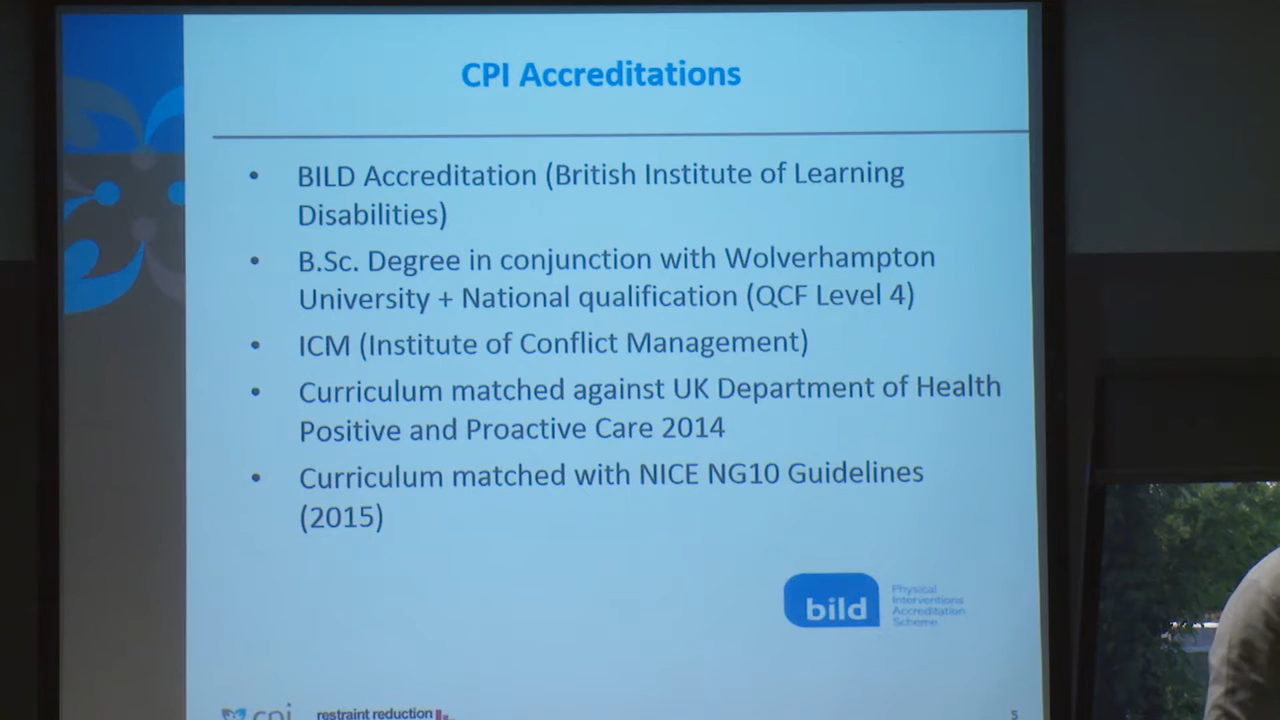 CPI Accreditations
• BILD Accreditation (British Institute of Learning
Disabilities)
• B.Sc. Degree in conjunction with Wolverhampton
University + National qualification (QCF Level 4)
• ICM (Institute of Conflict Management)
• Curriculum matched against UK Department of Health
Positive and Proactive Care 2014
• Curriculum matched with NICE NG10 Guidelines
(2015)
bild
Physical
Interventions
Accreditation
Scheme.
cpi
restraint reduction
5